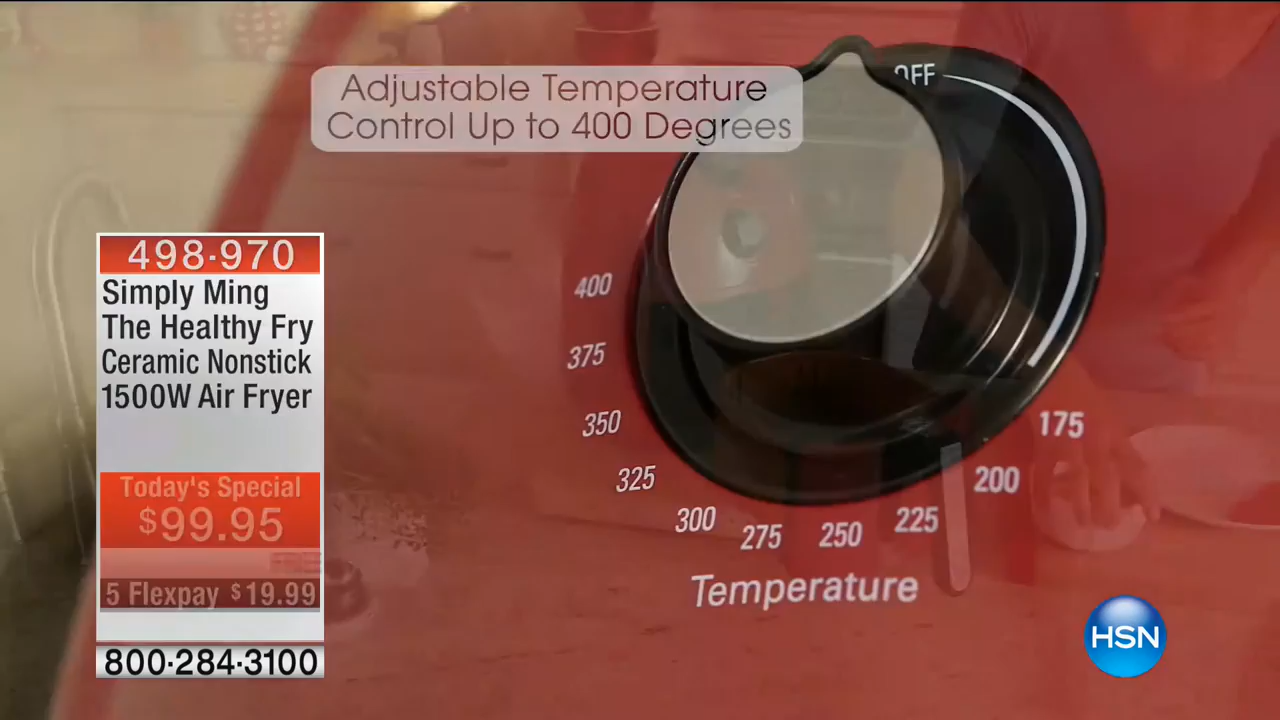 Adjustable Temperature
Control Up to 400 Degrees
OFF
498-970
Simply Ming
The Healthy Fry
Ceramic Nonstick
1500W Air Fryer
Today's Special
$99.95
FRE
5 Flexpay $19.99
800-284-3100
400
375
350
325
300
275
250
225
200
175
Temperature
HSN